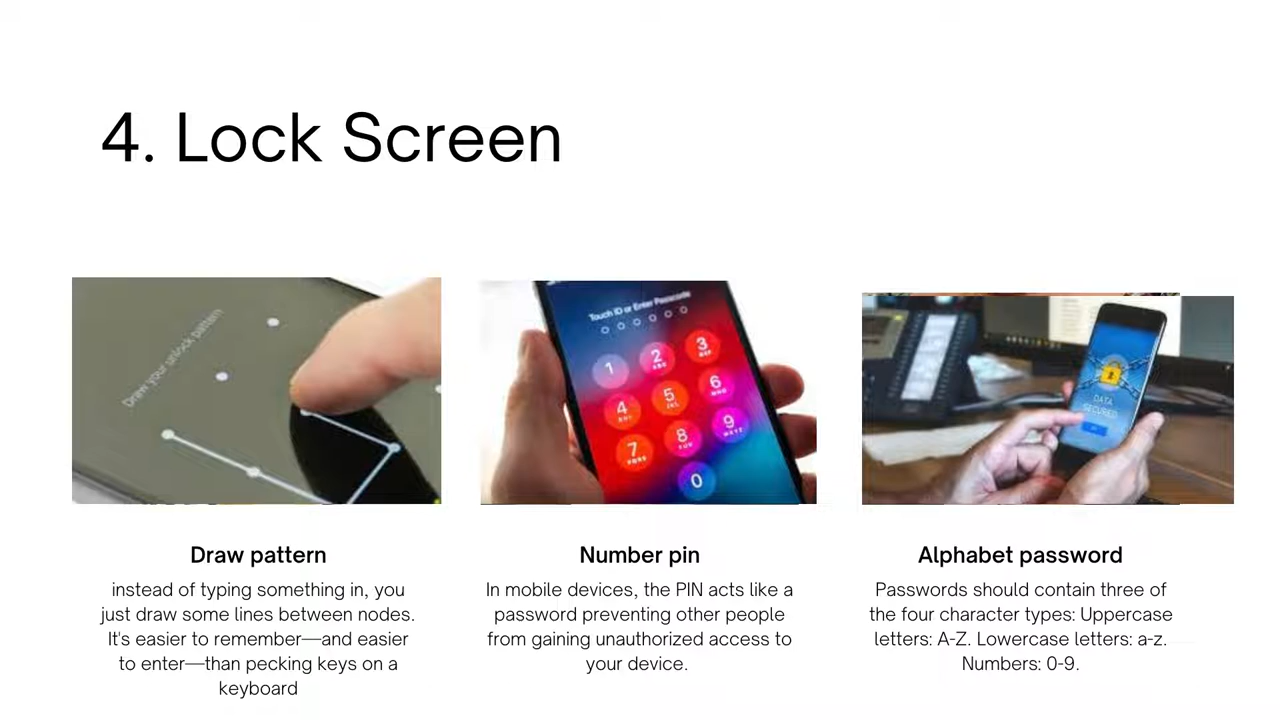 4. Lock Screen
Draw your unlock pattern
Touch ID or Enter Passcode
1
2
ABC
3
DEF
4
GHI
5
JKL
6
MNO
7
PQRS
8
TUV
9
WXYZ
0
DATA
SECURED
Draw pattern
instead of typing something in, you
just draw some lines between nodes.
It's easier to remember—and easier
to enter—than pecking keys on a
keyboard
Number pin
In mobile devices, the PIN acts like a
password preventing other people
from gaining unauthorized access to
your device.
Alphabet password
Passwords should contain three of
the four character types: Uppercase
letters: A-Z. Lowercase letters: a-z.
Numbers: 0-9.